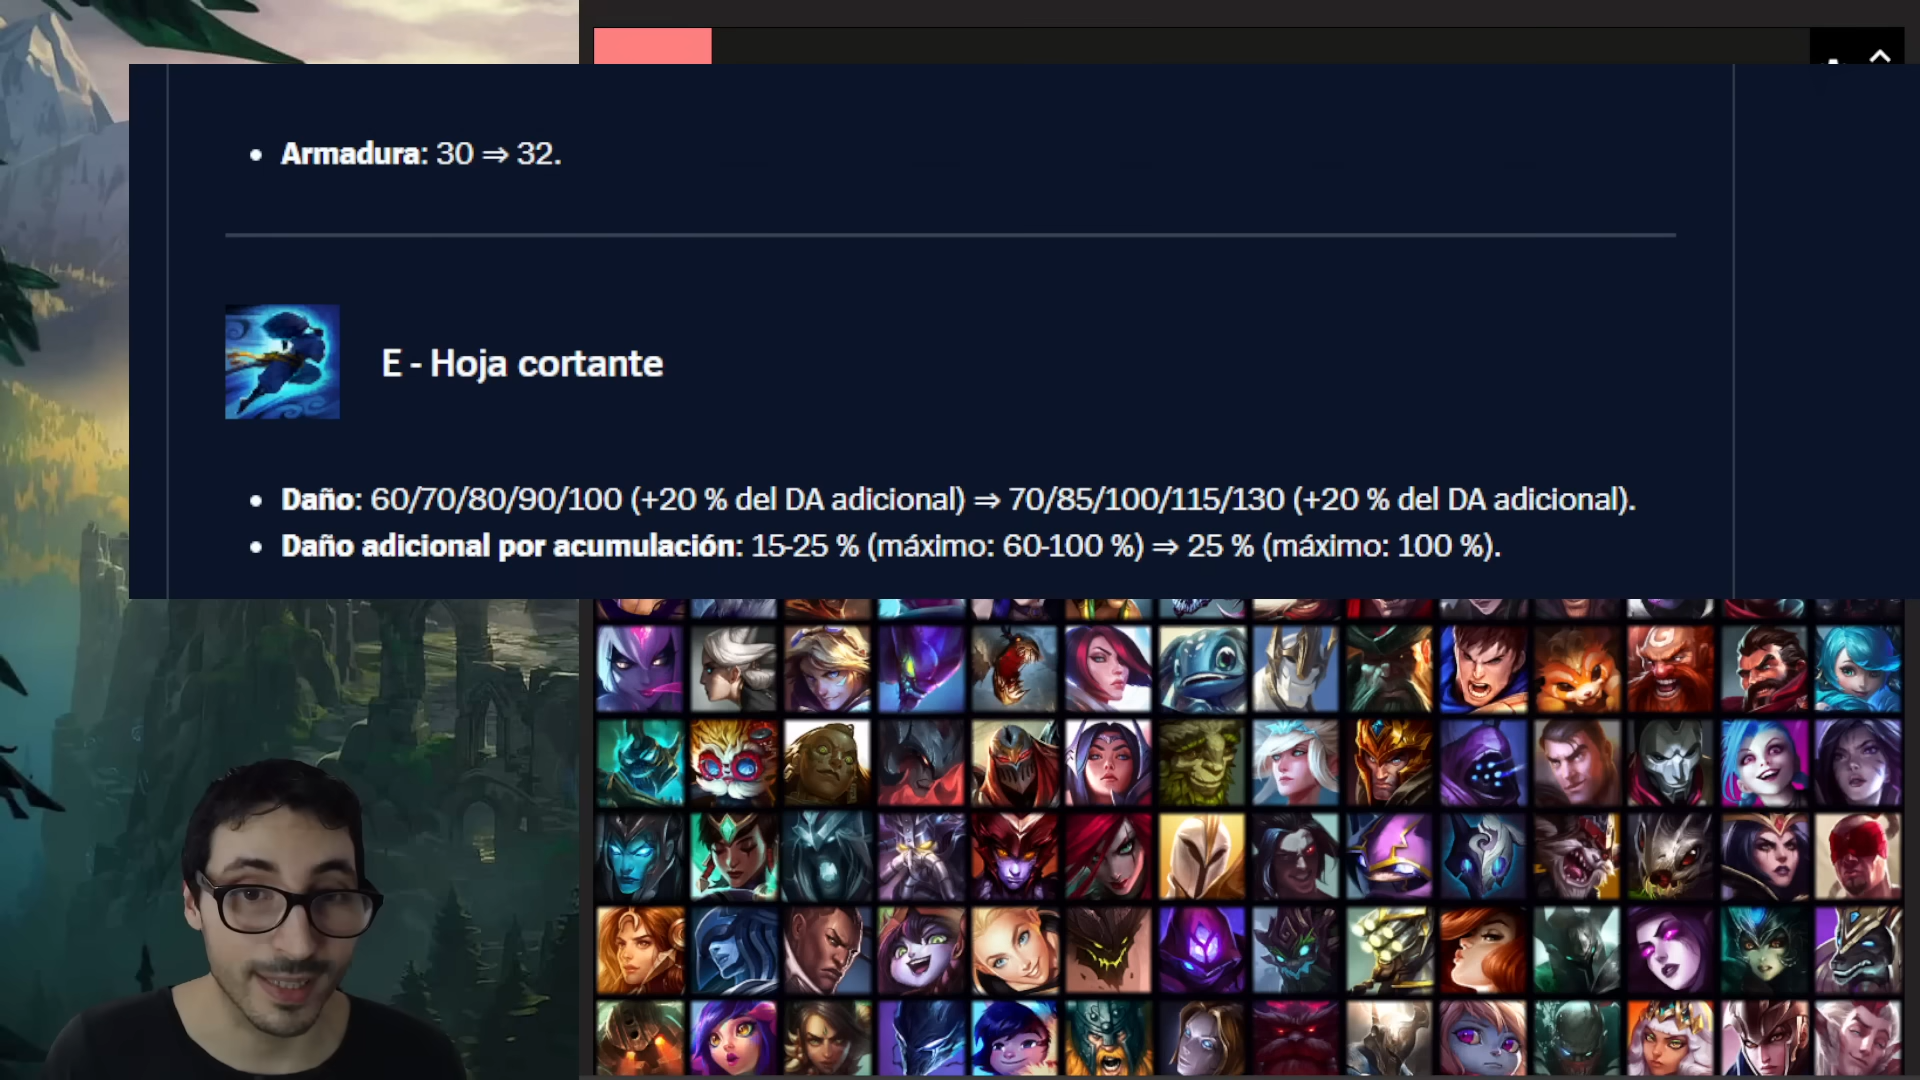 • Armadura: 30 ⇒ 32.
E - Hoja cortante
• Daño: 60/70/80/90/100 (+20 % del DA adicional) ⇒ 70/85/100/115/130 (+20 % del DA adicional).
• Daño adicional por acumulación: 15-25 % (máximo: 60-100 %) ⇒ 25 % (máximo: 100 %).